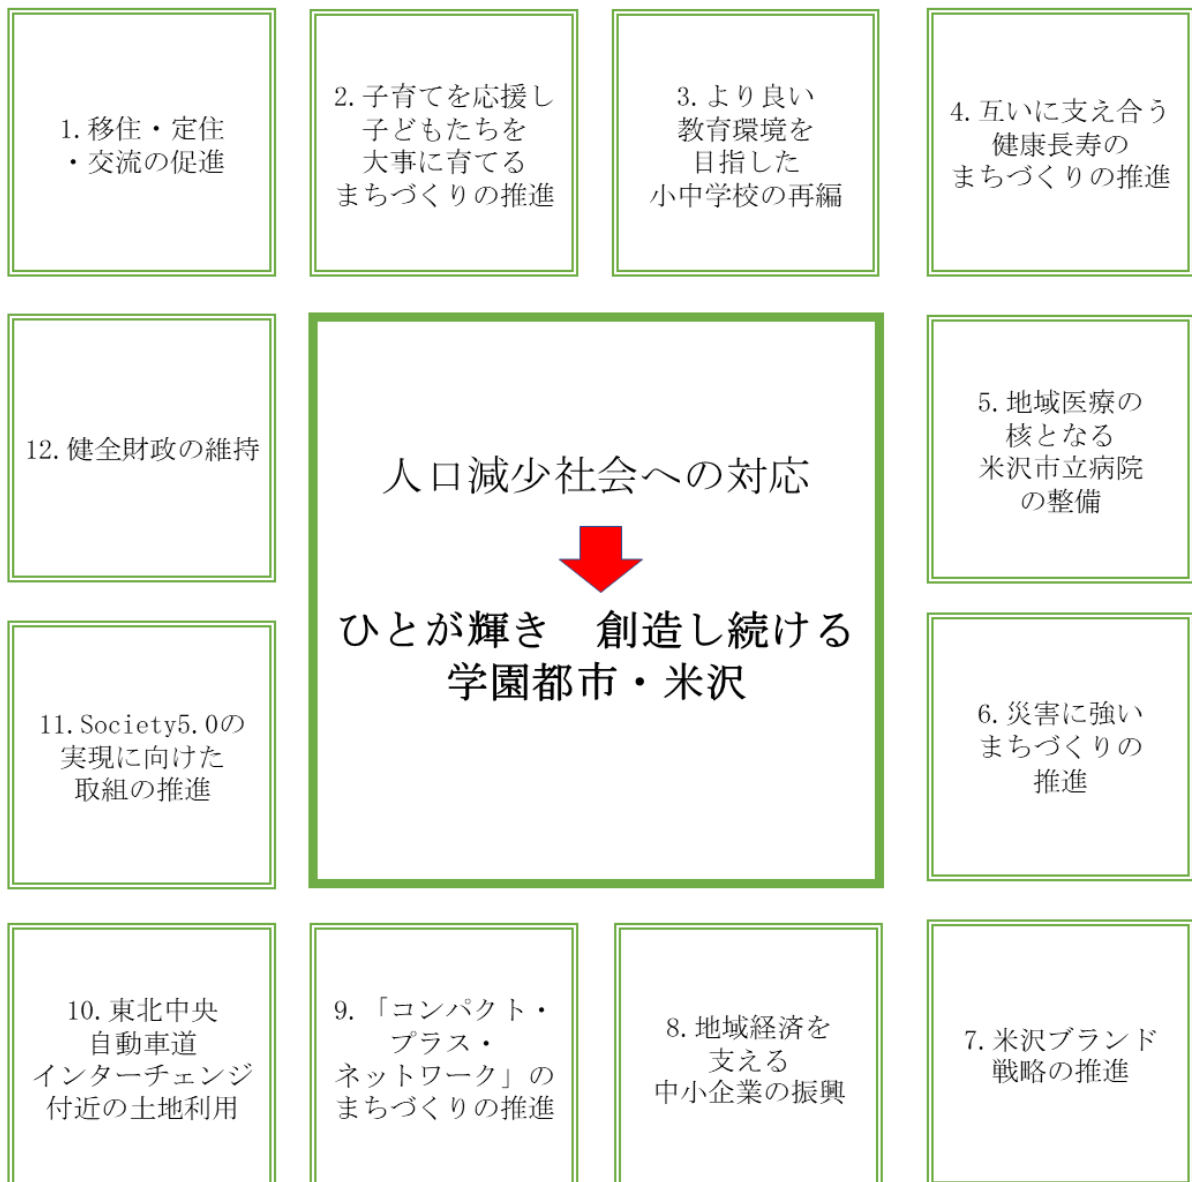 1.移住・定住
・交流の促進
2.子育てを応援し
子どもたちを
大事に育てる
まちづくりの推進
3.より良い
教育環境を
目指した
小中学校の再編
4.互いに支え合う
健康長寿の
まちづくりの推進
12.健全財政の維持
人口減少社会への対応
ひとが輝き　創造し続ける
学園都市・米沢
5.地域医療の
核となる
米沢市立病院
の整備
11.Society5.0の
実現に向けた
取組の推進
6.災害に強い
まちづくりの
推進
10.東北中央
自動車道
インターチェンジ
付近の土地利用
9.「コンパクト・
プラス・
ネットワーク」の
まちづくりの推進
8.地域経済を
支える
中小企業の振興
7.米沢ブランド
戦略の推進